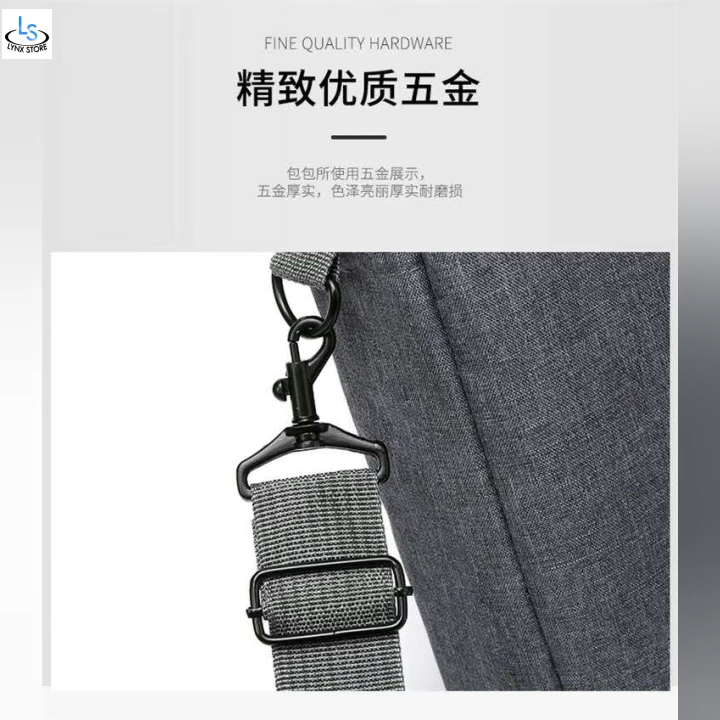 LS
LYNX STORE
FINE QUALITY HARDWARE
精致优质五金
包包所使用五金展示，
五金厚实，色泽亮丽厚实耐磨损